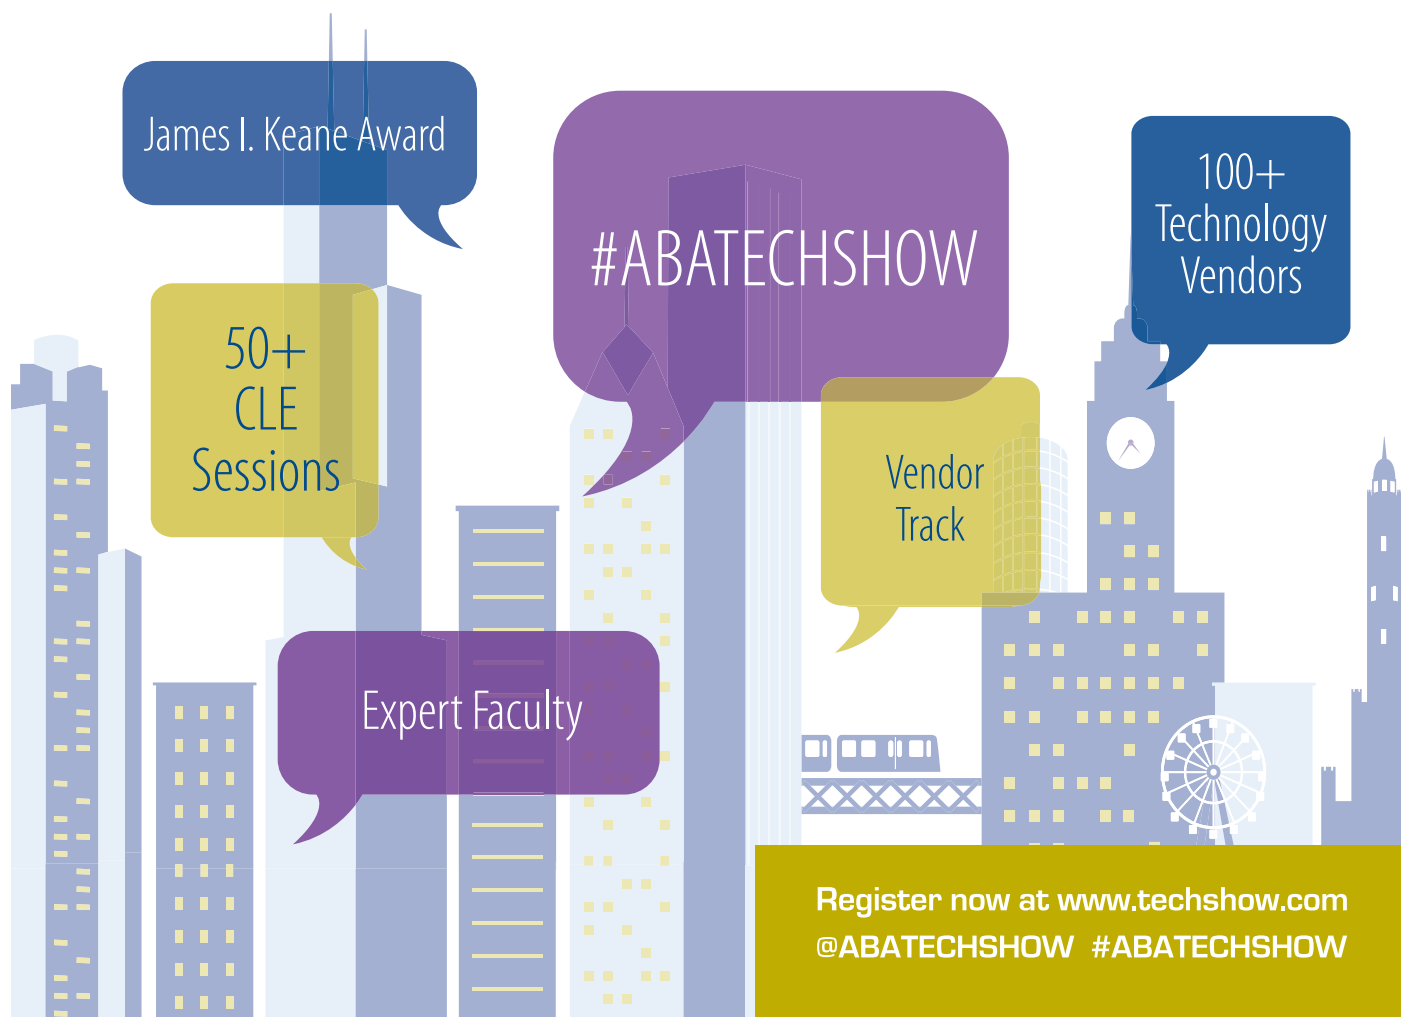 James I. Keane Award
#ABATECHSHOW
100+
Technology
Vendors
50+
CLE
Sessions
Vendor
Track
Expert Faculty
Register now at www.techshow.com
@ABATECHSHOW #ABATECHSHOW